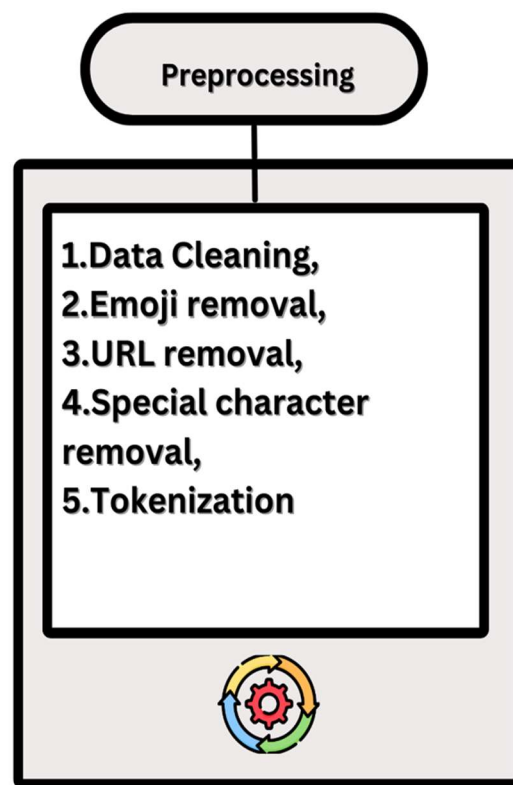 Preprocessing
1.Data Cleaning,
2.Emoji removal,
3.URL removal,
4.Special character
removal,
5.Tokenization